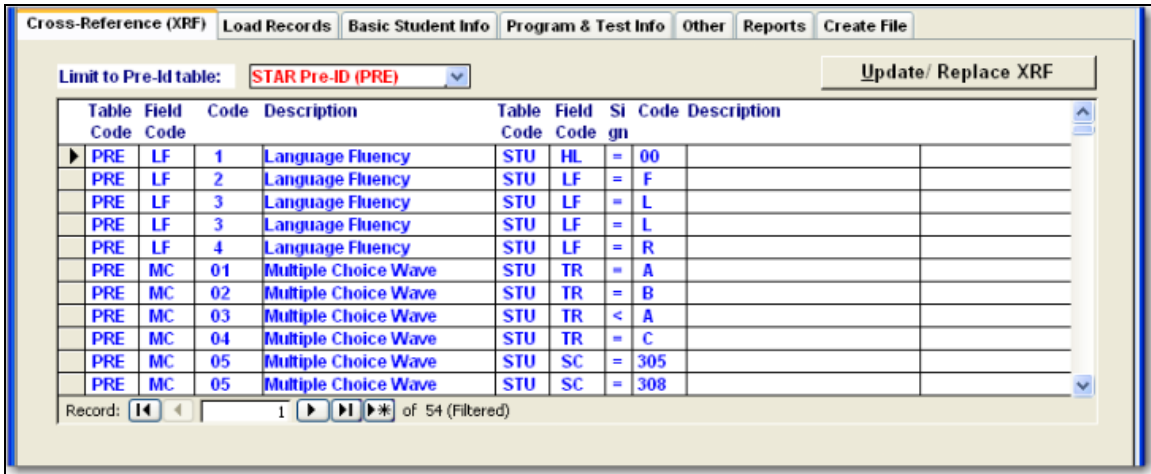 Cross-Reference (XRF) Load Records Basic Student Info Program & Test Info Other Reports Create File
Limit to Pre-Id table: STAR Pre-ID (PRE) Update/ Replace XRF
Table Field Code Description Table Field Si Code Description
Code Code Code Code gn
PRE LF 1 Language Fluency STU HL = 00
PRE LF 2 Language Fluency STU LF = F
PRE LF 3 Language Fluency STU LF = L
PRE LF 3 Language Fluency STU LF = L
PRE LF 4 Language Fluency STU LF = R
PRE MC 01 Multiple Choice Wave STU TR = A
PRE MC 02 Multiple Choice Wave STU TR = B
PRE MC 03 Multiple Choice Wave STU TR < A
PRE MC 04 Multiple Choice Wave STU TR = C
PRE MC 05 Multiple Choice Wave STU SC = 305
PRE MC 05 Multiple Choice Wave STU SC = 308
Record: 1 of 54 (Filtered)